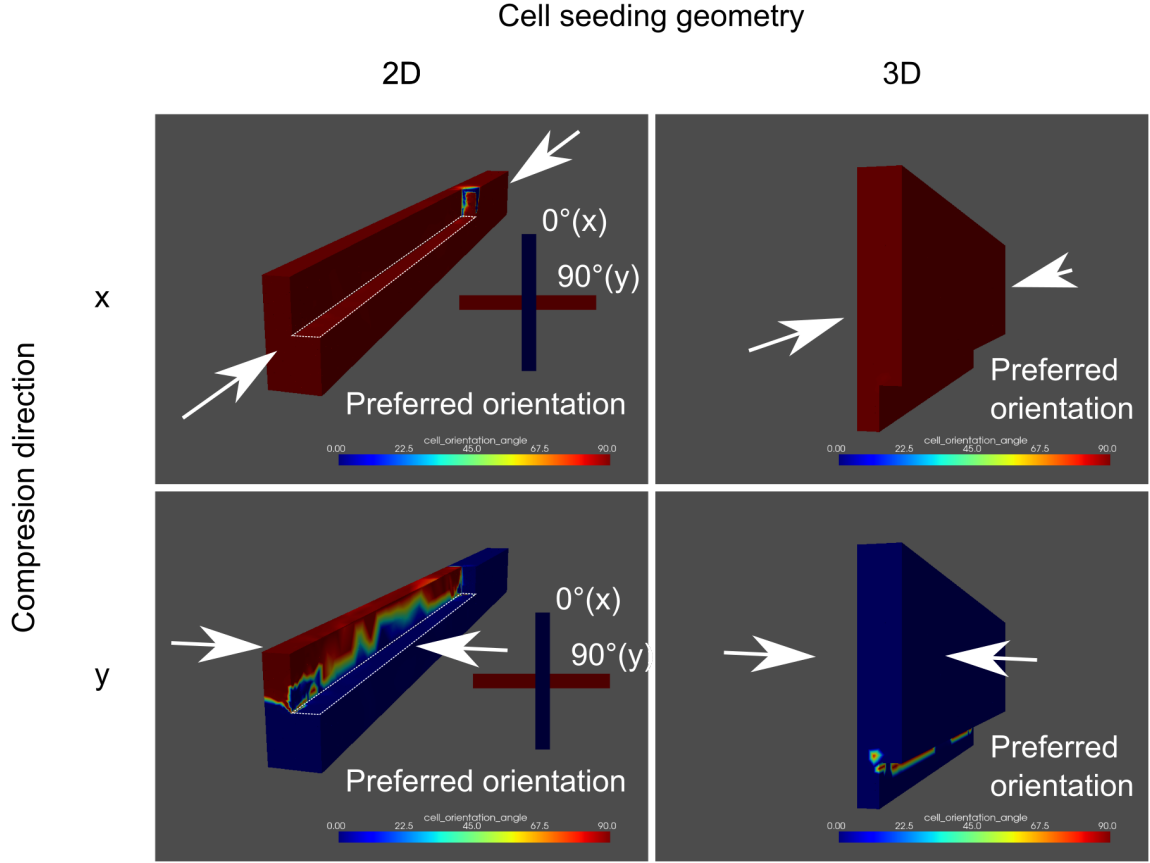 Cell seeding geometry
2D
3D
Compresion direction
x
0°(x)
90°(y)
Preferred orientation
cell_orientation_angle
0.00 22.5 45.0 67.5 90.0
Preferred
orientation
cell_orientation_angle
0.00 22.5 45.0 67.5 90.0
y
0°(x)
90°(y)
Preferred orientation
cell_orientation_angle
0.00 22.5 45.0 67.5 90.0
Preferred
orientation
cell_orientation_angle
0.00 22.5 45.0 67.5 90.0